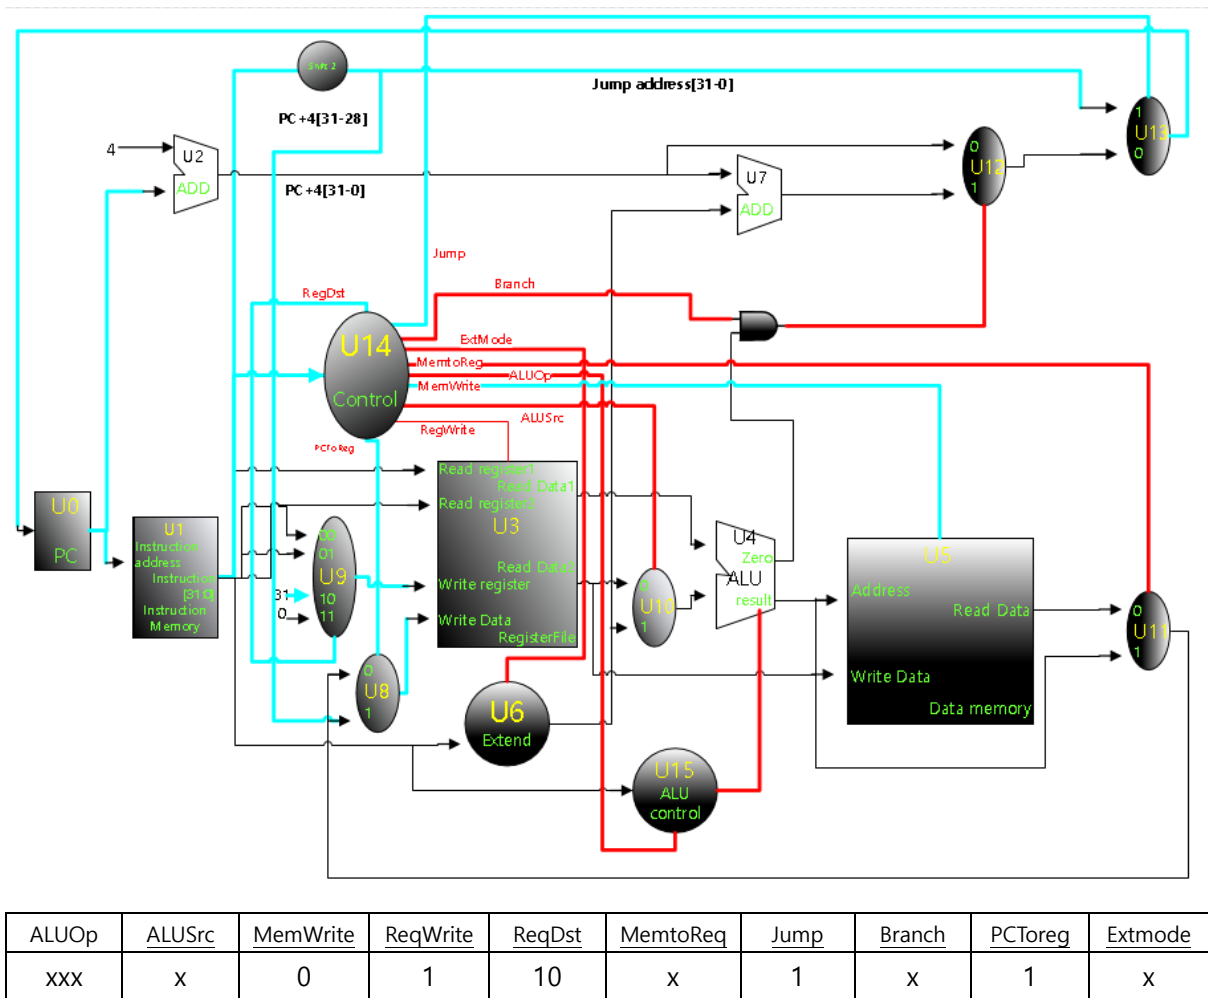 Shift 2
Jump address[31-0]
PC+4[31-28]
1
U13
0
4
U2
ADD
PC+4[31-0]
U7
ADD
0
U12
1
Jump
Branch
RegDst
U14
Control
ExtMode
MemtoReg
ALUOp
MemWrite
ALUSrc
RegWrite
PCToReg
U0
PC
U1
Instruction
address
Instruction
[31:0]
Instruction
Memory
00
01
U9
10
11
31
0
Read register1
Read Data1
Read register2
U3
Read Data1
Write register
Write Data
RegisterFile
0
U10
1
U4
Zero
ALU
result
U5
Address
Read Data
Write Data
Data memory
0
U11
1
0
U8
1
U6
Extend
U15
ALU
control
ALUOp ALUSrc MemWrite ReqWrite ReqDst MemtoReq Jump Branch PCToreg Extmode
xxx x 0 1 10 x 1 x 1 x